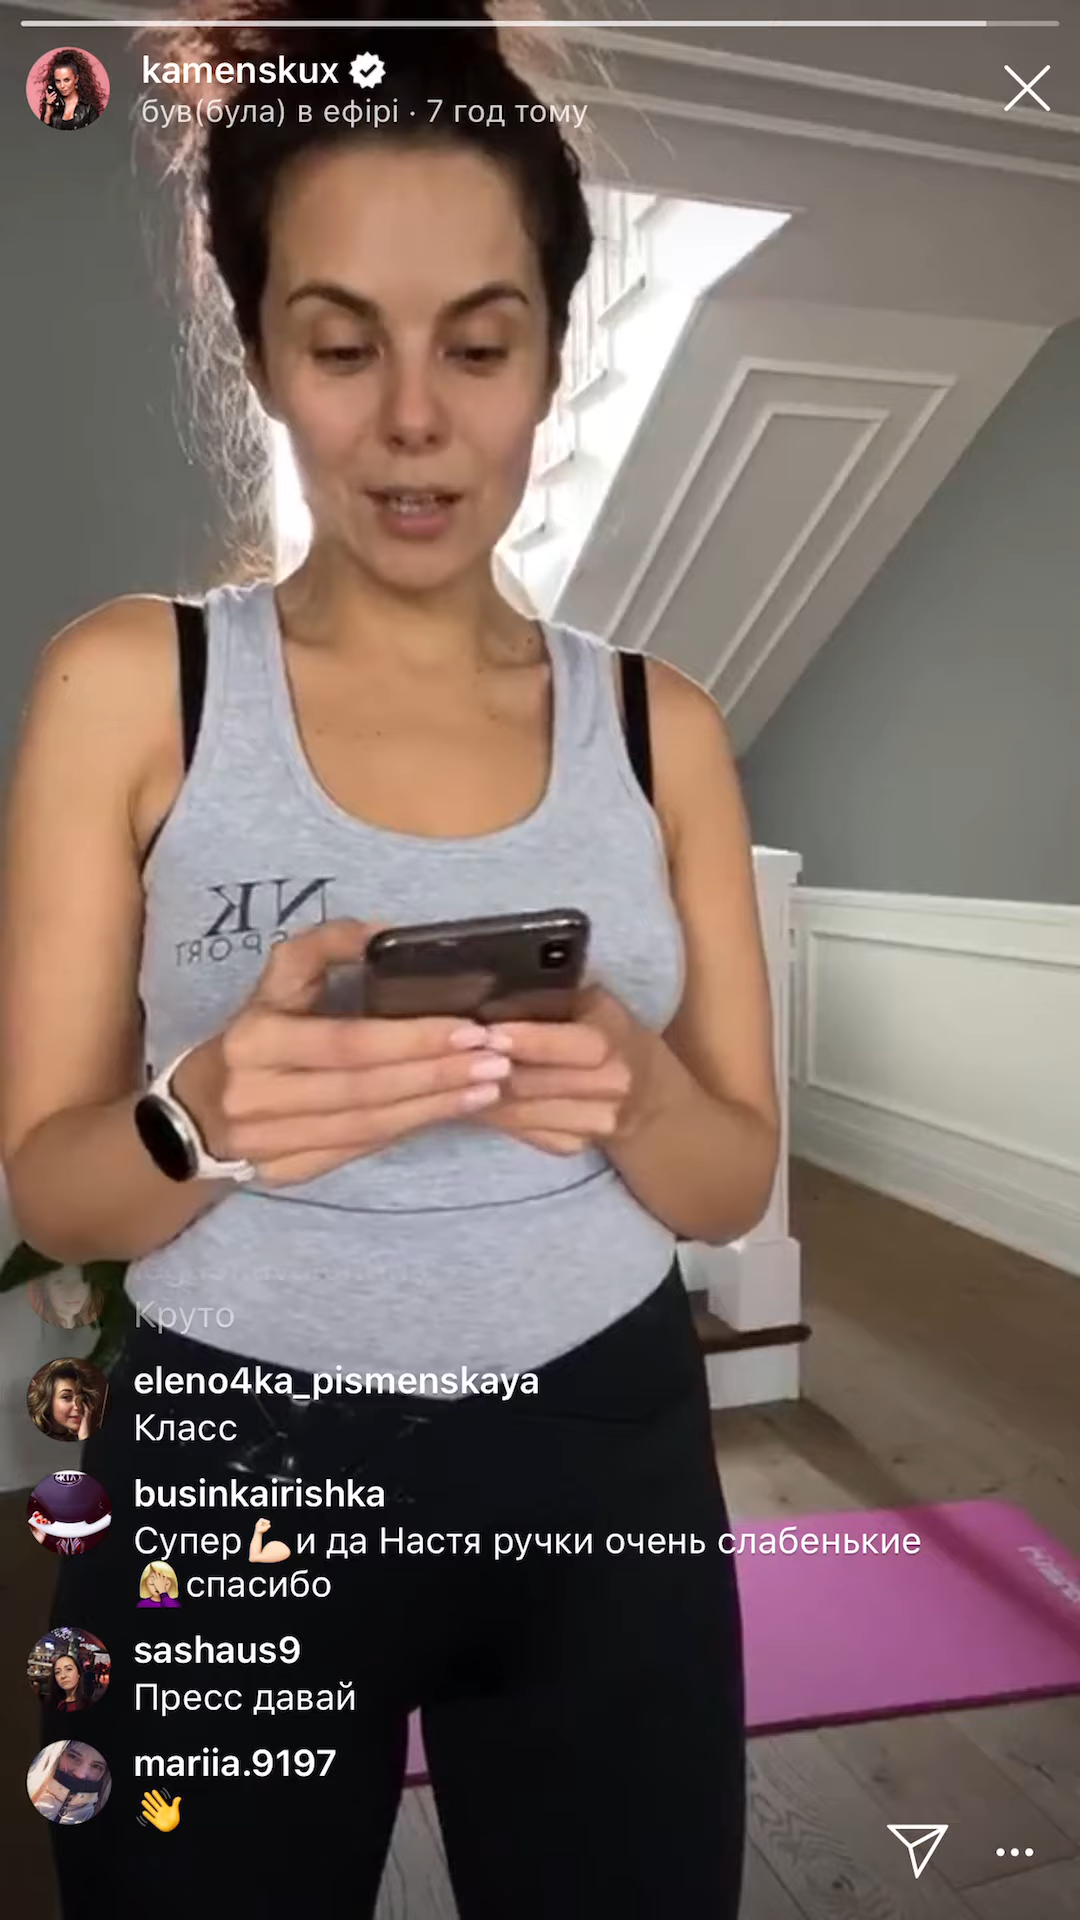 kamenskux
був(була) в ефірі · 7 год тому
NK
SPORT
Круто
eleno4ka_pismenskaya
Класс
businkairishka
Супер💪🏻и да Настя ручки очень слабенькие
🤦🏼‍♀️спасибо
sashaus9
Пресс давай
mariia.9197
👋